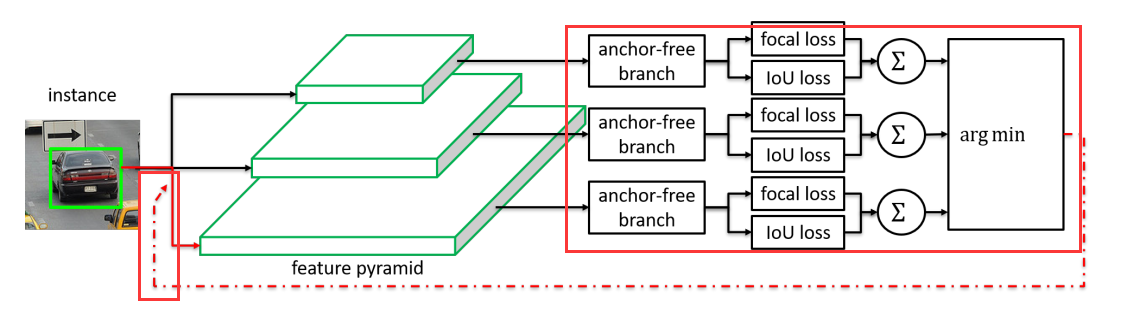 instance
anchor-free
branch
focal loss
IoU loss
Σ
anchor-free
branch
focal loss
IoU loss
Σ
anchor-free
branch
focal loss
IoU loss
Σ
arg min
feature pyramid